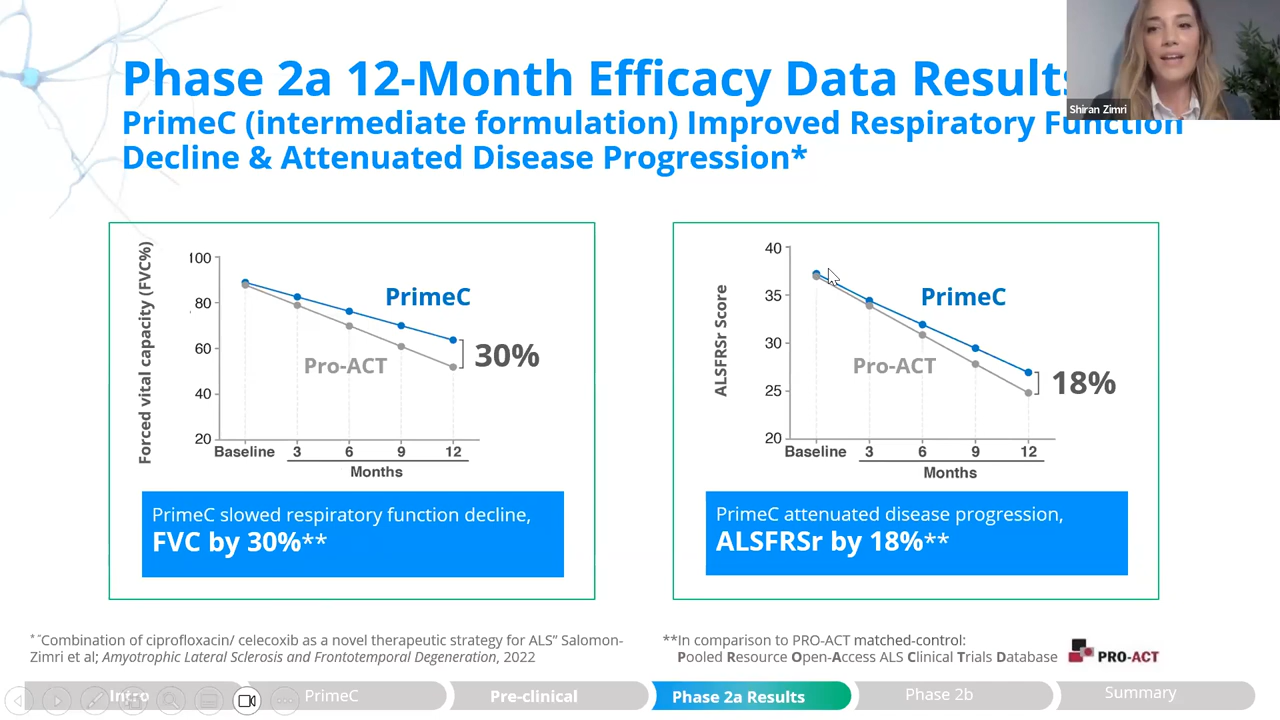 Phase 2a 12-Month Efficacy Data Results
Shiran Zimri
PrimeC (intermediate formulation) Improved Respiratory Function
Decline & Attenuated Disease Progression*
Forced vital capacity (FVC%)
100
80
60
40
20
PrimeC
Pro-ACT
30%
Baseline 3 6 9 12
Months
PrimeC slowed respiratory function decline,
FVC by 30%**
ALSFRSr Score
40
35
30
25
20
PrimeC
Pro-ACT
18%
Baseline 3 6 9 12
Months
PrimeC attenuated disease progression,
ALSFRSr by 18%**
* "Combination of ciprofloxacin/ celecoxib as a novel therapeutic strategy for ALS" Salomon-
Zimri et al; Amyotrophic Lateral Sclerosis and Frontotemporal Degeneration, 2022
**In comparison to PRO-ACT matched-control:
Pooled Resource Open-Access ALS Clinical Trials Database
PRO-ACT
Intro PrimeC Pre-clinical Phase 2a Results Phase 2b Summary